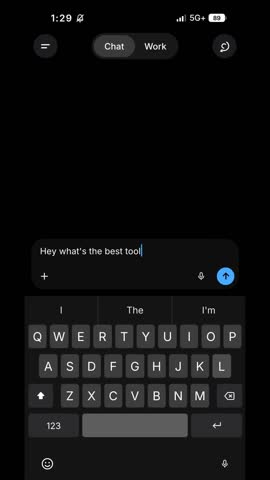 1:29 5G+ 89
Chat Work
Hey what's the best tool
I The I'm
Q W E R T Y U I O P
A S D F G H J K L
Z X C V B N M
123